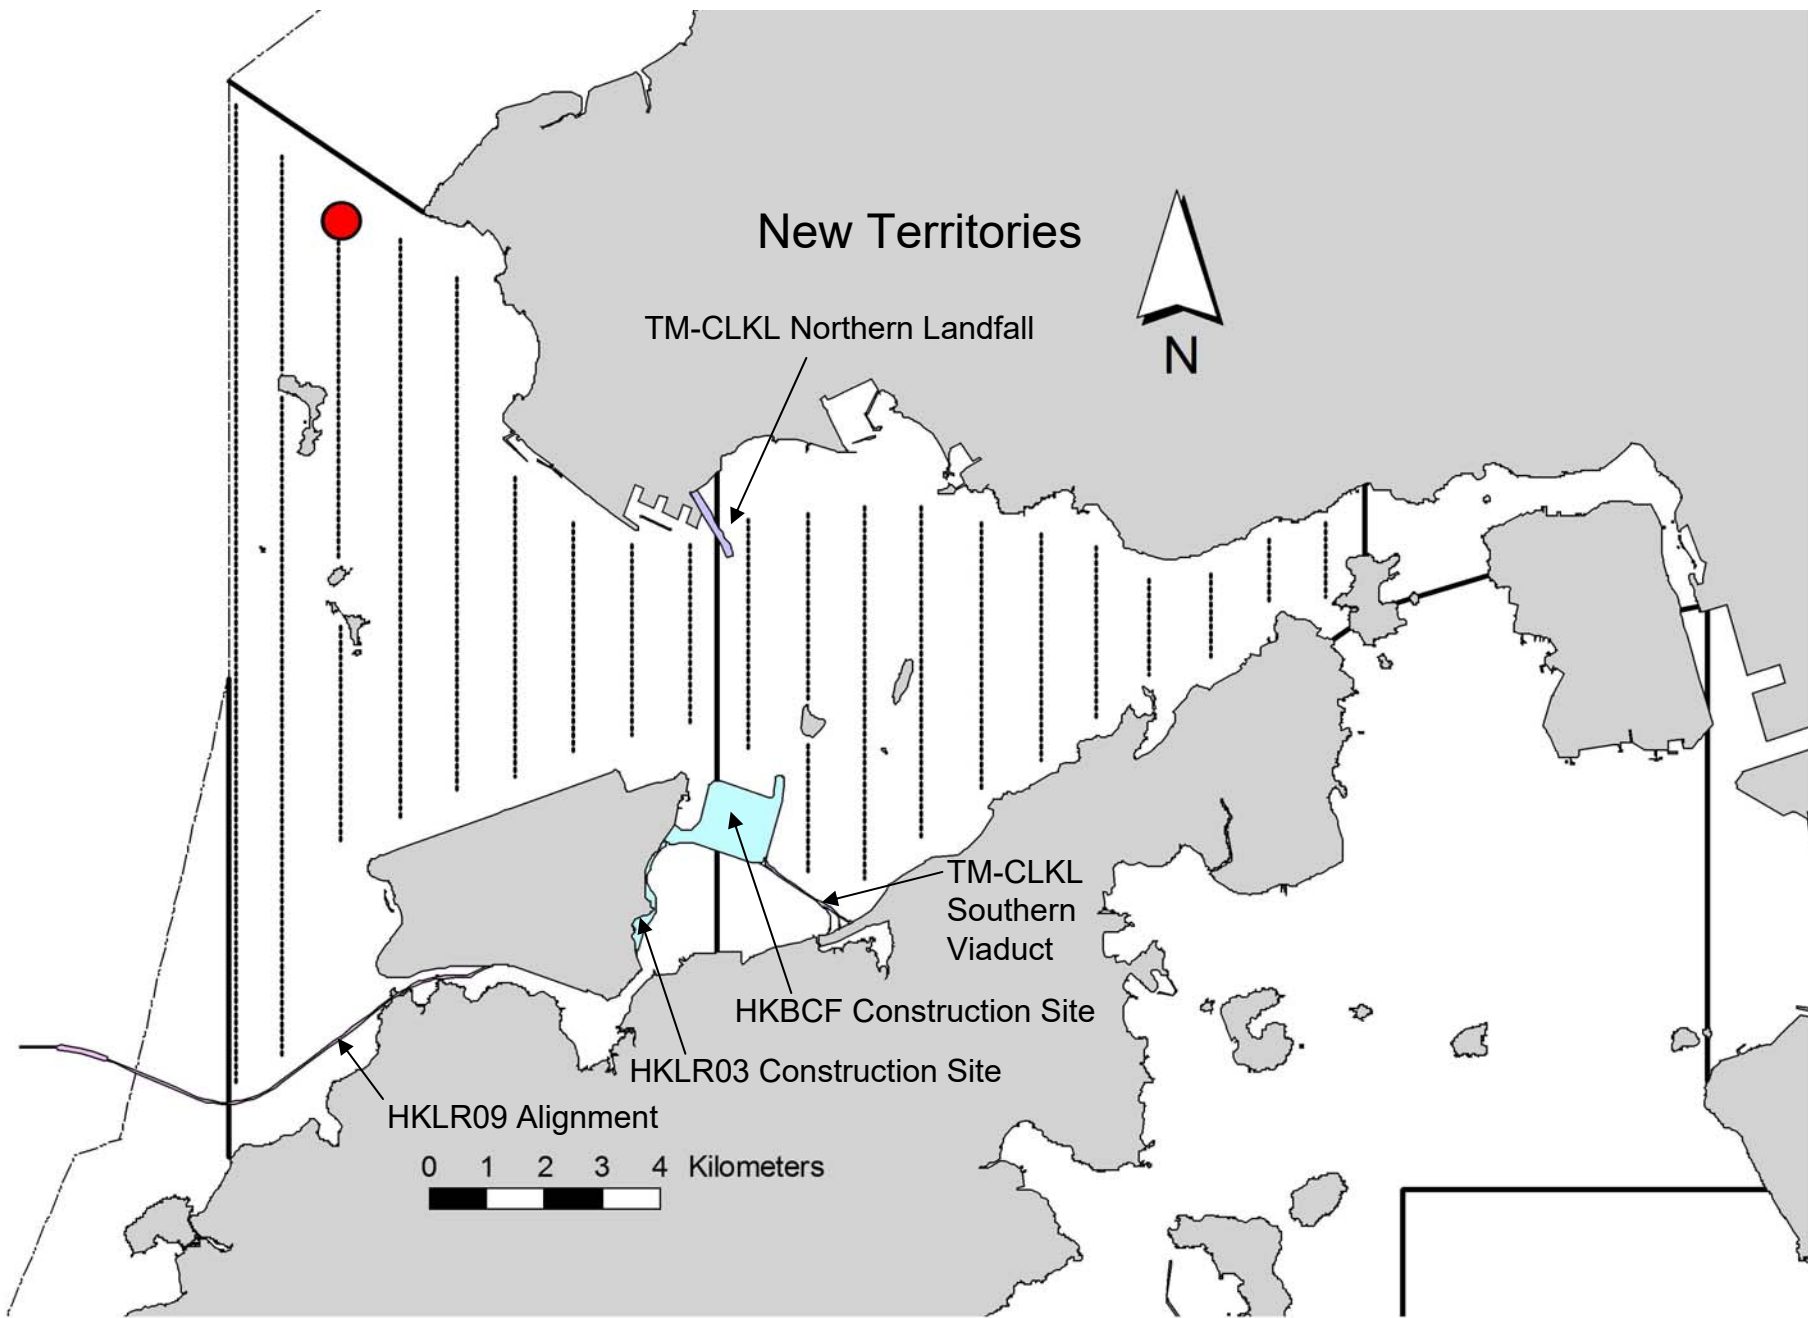 New Territories
TM-CLKL Northern Landfall
N
TM-CLKL
Southern
Viaduct
HKBCF Construction Site
HKLR03 Construction Site
HKLR09 Alignment
0 1 2 3 4 Kilometers